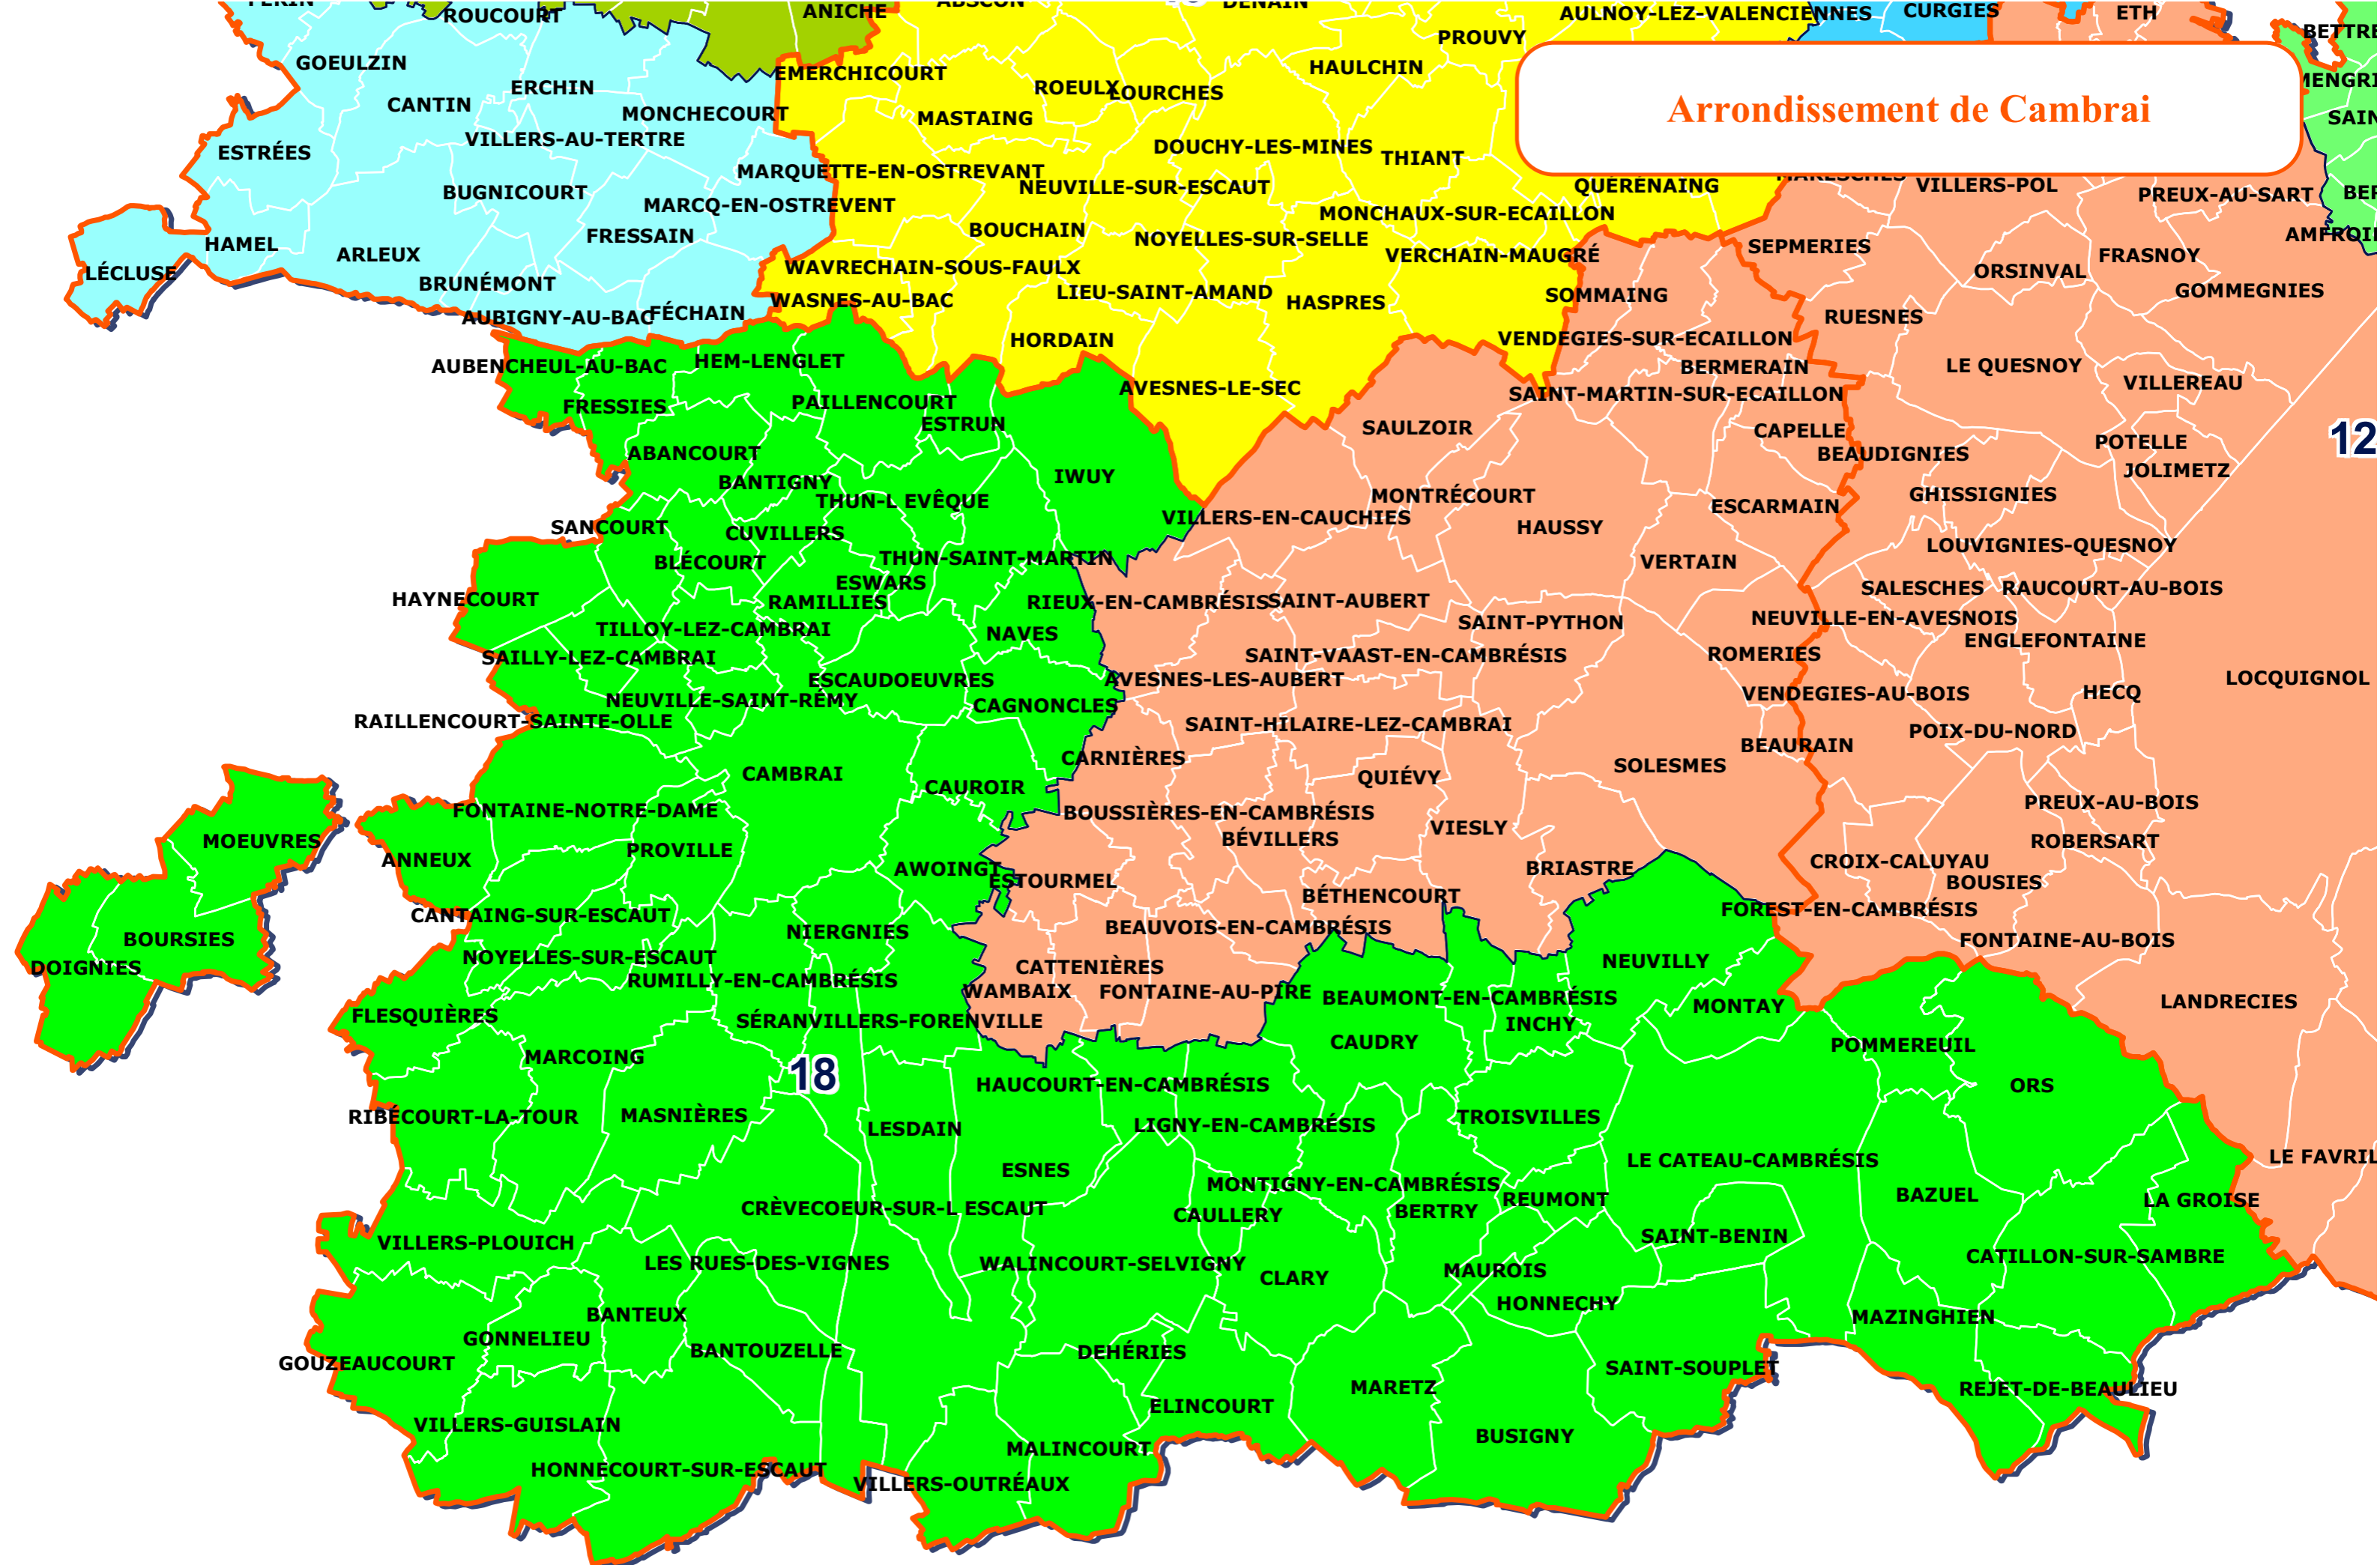 ROUCOURT
ANICHE
ABSCON
DENAIN
AULNOY-LEZ-VALENCIENNES
CURGIES
ETH
PROUVY
GOEULZIN
EMERCHICOURT
HAULCHIN
ERCHIN
ROEULX
LOURCHES
CANTIN
MONCHECOURT
MASTAING
Arrondissement de Cambrai
VILLERS-AU-TERTRE
ESTRÉES
DOUCHY-LES-MINES
THIANT
MARQUETTE-EN-OSTREVANT
MARESCHES
BUGNICOURT
NEUVILLE-SUR-ESCAUT
QUÉRÉNAING
VILLERS-POL
PREUX-AU-SART
BER
MARCQ-EN-OSTREVENT
MONCHAUX-SUR-ECAILLON
FRESSAIN
BOUCHAIN
NOYELLES-SUR-SELLE
HAMEL
ARLEUX
VERCHAIN-MAUGRÉ
SEPMERIES
FRASNOY
LÉCLUSE
BRUNÉMONT
WAVRECHAIN-SOUS-FAULX
ORSINVAL
WASNES-AU-BAC
LIEU-SAINT-AMAND
HASPRES
SOMMAING
GOMMEGNIES
AUBIGNY-AU-BAC
FÉCHAIN
RUESNES
HORDAIN
VENDEGIES-SUR-ECAILLON
AUBENCHEUL-AU-BAC
HEM-LENGLET
BERMERAIN
LE QUESNOY
AVESNES-LE-SEC
SAINT-MARTIN-SUR-ECAILLON
VILLEREAU
FRESSIES
PAILLENCOURT
ESTRUN
SAULZOIR
CAPELLE
POTELLE
12
ABANCOURT
BEAUDIGNIES
JOLIMETZ
BANTIGNY
IWUY
THUN-L EVÊQUE
MONTRÉCOURT
GHISSIGNIES
SANCOURT
CUVILLERS
VILLERS-EN-CAUCHIES
HAUSSY
ESCARMAIN
BLÉCOURT
THUN-SAINT-MARTIN
VERTAIN
LOUVIGNIES-QUESNOY
HAYNECOURT
ESWARS
RAMILLIES
RIEUX-EN-CAMBRÉSIS
SAINT-AUBERT
SALESCHES
RAUCOURT-AU-BOIS
TILLOY-LEZ-CAMBRAI
NAVES
SAINT-PYTHON
NEUVILLE-EN-AVESNOIS
ENGLEFONTAINE
SAILLY-LEZ-CAMBRAI
SAINT-VAAST-EN-CAMBRÉSIS
ROMERIES
ESCAUDOEUVRES
AVESNES-LES-AUBERT
LOCQUIGNOL
NEUVILLE-SAINT-RÉMY
CAGNONCLES
VENDEGIES-AU-BOIS
HECQ
RAILLENCOURT-SAINTE-OLLE
SAINT-HILAIRE-LEZ-CAMBRAI
POIX-DU-NORD
CAMBRAI
CAUROIR
CARNIÈRES
QUIÉVY
SOLESMES
BEAURAIN
FONTAINE-NOTRE-DAME
BOUSSIÈRES-EN-CAMBRÉSIS
PREUX-AU-BOIS
MOEUVRES
PROVILLE
BÉVILLERS
VIESLY
ROBERSART
ANNEUX
AWOINGT
ESTOURMEL
BRIASTRE
CROIX-CALUYAU
BOUSIES
CANTAING-SUR-ESCAUT
BÉTHENCOURT
FOREST-EN-CAMBRÉSIS
BOURSIES
NIERGNIES
BEAUVOIS-EN-CAMBRÉSIS
FONTAINE-AU-BOIS
DOIGNIES
NOYELLES-SUR-ESCAUT
CATTENIÈRES
NEUVILLY
RUMILLY-EN-CAMBRÉSIS
WAMBAIX
FONTAINE-AU-PIRE
BEAUMONT-EN-CAMBRÉSIS
MONTAY
LANDRECIES
FLESQUIÈRES
SÉRANVILLERS-FORENVILLE
INCHY
MARCOING
CAUDRY
POMMEREUIL
18
HAUCOURT-EN-CAMBRÉSIS
ORS
RIBÉCOURT-LA-TOUR
MASNIÈRES
LESDAIN
LIGNY-EN-CAMBRÉSIS
TROISVILLES
ESNES
LE CATEAU-CAMBRÉSIS
LE FAVRIL
MONTIGNY-EN-CAMBRÉSIS
REUMONT
BAZUEL
LA GROISE
CRÈVECOEUR-SUR-L ESCAUT
CAULLERY
BERTRY
VILLERS-PLOUICH
SAINT-BENIN
LES RUES-DES-VIGNES
WALINCOURT-SELVIGNY
CLARY
MAUROIS
CATILLON-SUR-SAMBRE
BANTEUX
HONNECHY
MAZINGHIEN
GONNELIEU
GOUZEAUCOURT
BANTOUZELLE
DEHÉRIES
SAINT-SOUPLET
MARETZ
REJET-DE-BEAULIEU
VILLERS-GUISLAIN
ELINCOURT
BUSIGNY
HONNECOURT-SUR-ESCAUT
MALINCOURT
VILLERS-OUTRÉAUX